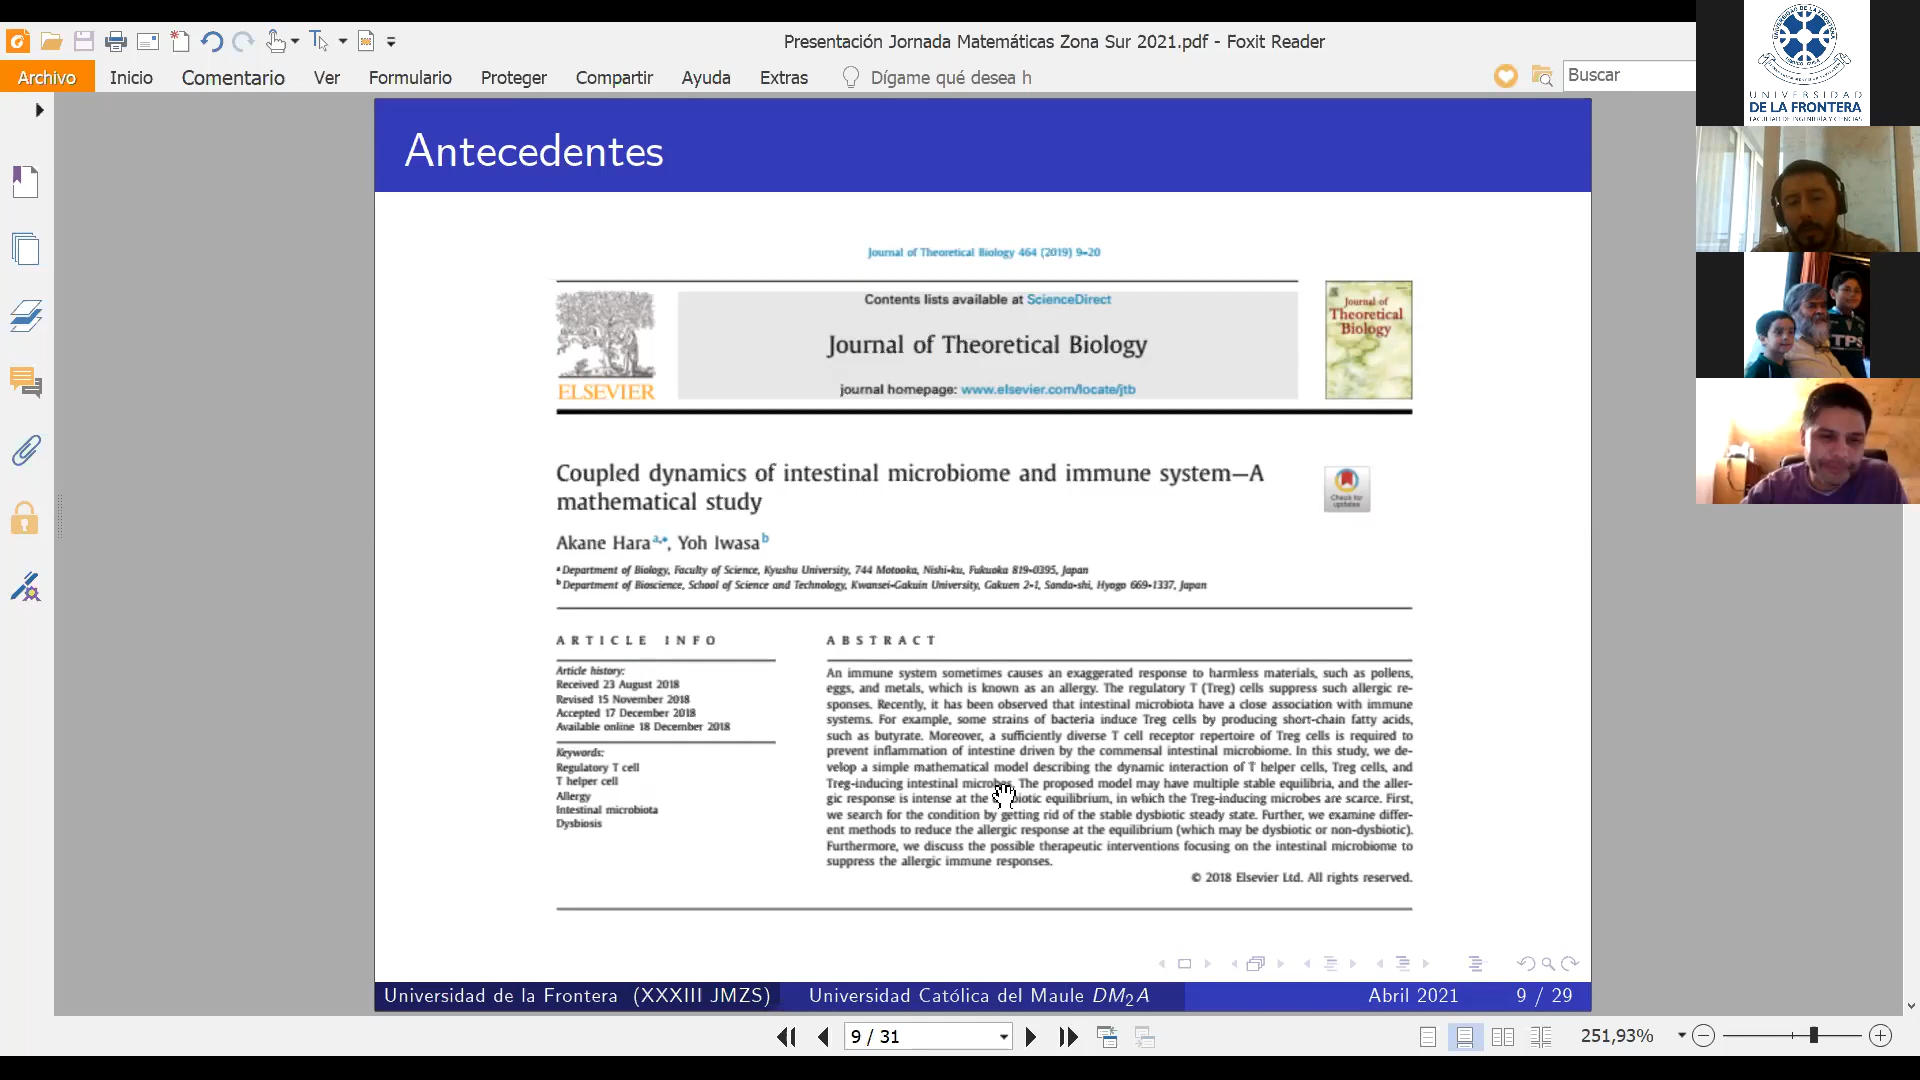 Presentación Jornada Matemáticas Zona Sur 2021.pdf - Foxit Reader
Archivo Inicio Comentario Ver Formulario Proteger Compartir Ayuda Extras Dígame qué desea h Buscar
UNIVERSIDAD
DE LA FRONTERA
FACULTAD DE INGENIERÍA Y CIENCIAS
TPS
Antecedentes
Journal of Theoretical Biology 464 (2019) 9–20
Contents lists available at ScienceDirect
Journal of Theoretical Biology
journal homepage: www.elsevier.com/locate/jtb
ELSEVIER
Journal of
Theoretical
Biology
Coupled dynamics of intestinal microbiome and immune system—A
mathematical study
Check for
updates
Akane Hara a,*, Yoh Iwasa b
a Department of Biology, Faculty of Science, Kyushu University, 744 Motooka, Nishi-ku, Fukuoka 819-0395, Japan
b Department of Bioscience, School of Science and Technology, Kwansei-Gakuin University, Gakuen 2-1, Sanda-shi, Hyogo 669-1337, Japan
ARTICLE INFO
Article history:
Received 23 August 2018
Revised 15 November 2018
Accepted 17 December 2018
Available online 18 December 2018
Keywords:
Regulatory T cell
T helper cell
Allergy
Intestinal microbiota
Dysbiosis
ABSTRACT
An immune system sometimes causes an exaggerated response to harmless materials, such as pollens,
eggs, and metals, which is known as an allergy. The regulatory T (Treg) cells suppress such allergic re-
sponses. Recently, it has been observed that intestinal microbiota have a close association with immune
systems. For example, some strains of bacteria induce Treg cells by producing short-chain fatty acids,
such as butyrate. Moreover, a sufficiently diverse T cell receptor repertoire of Treg cells is required to
prevent inflammation of intestine driven by the commensal intestinal microbiome. In this study, we de-
velop a simple mathematical model describing the dynamic interaction of T helper cells, Treg cells, and
Treg-inducing intestinal microbes. The proposed model may have multiple stable equilibria, and the aller-
gic response is intense at the biotic equilibrium, in which the Treg-inducing microbes are scarce. First,
we search for the condition by getting rid of the stable dysbiotic steady state. Further, we examine differ-
ent methods to reduce the allergic response at the equilibrium (which may be dysbiotic or non-dysbiotic).
Furthermore, we discuss the possible therapeutic interventions focusing on the intestinal microbiome to
suppress the allergic immune responses.
© 2018 Elsevier Ltd. All rights reserved.
Universidad de la Frontera (XXXIII JMZS) Universidad Católica del Maule DM2A Abril 2021 9 / 29
9 / 31 251,93%